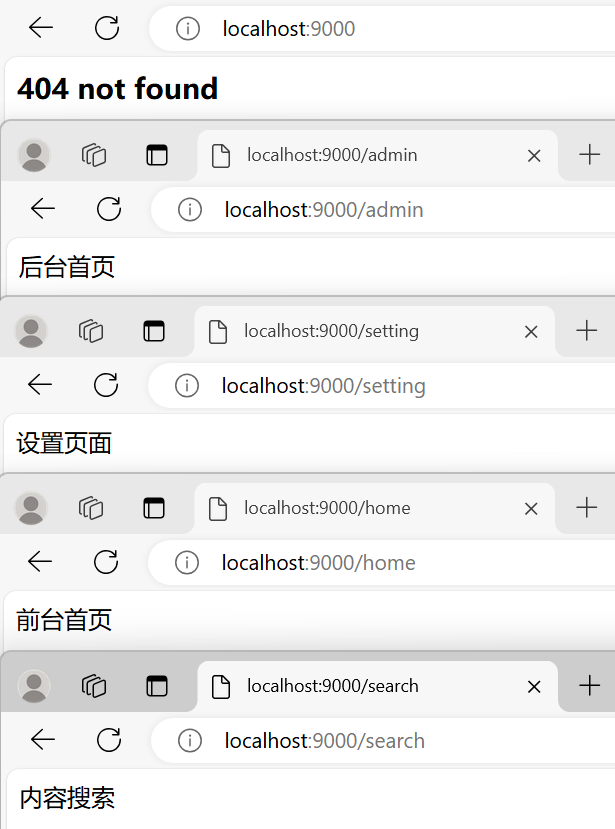 localhost:9000
404 not found
localhost:9000/admin
localhost:9000/admin
后台首页
localhost:9000/setting
localhost:9000/setting
设置页面
localhost:9000/home
localhost:9000/home
前台首页
localhost:9000/search
localhost:9000/search
内容搜索